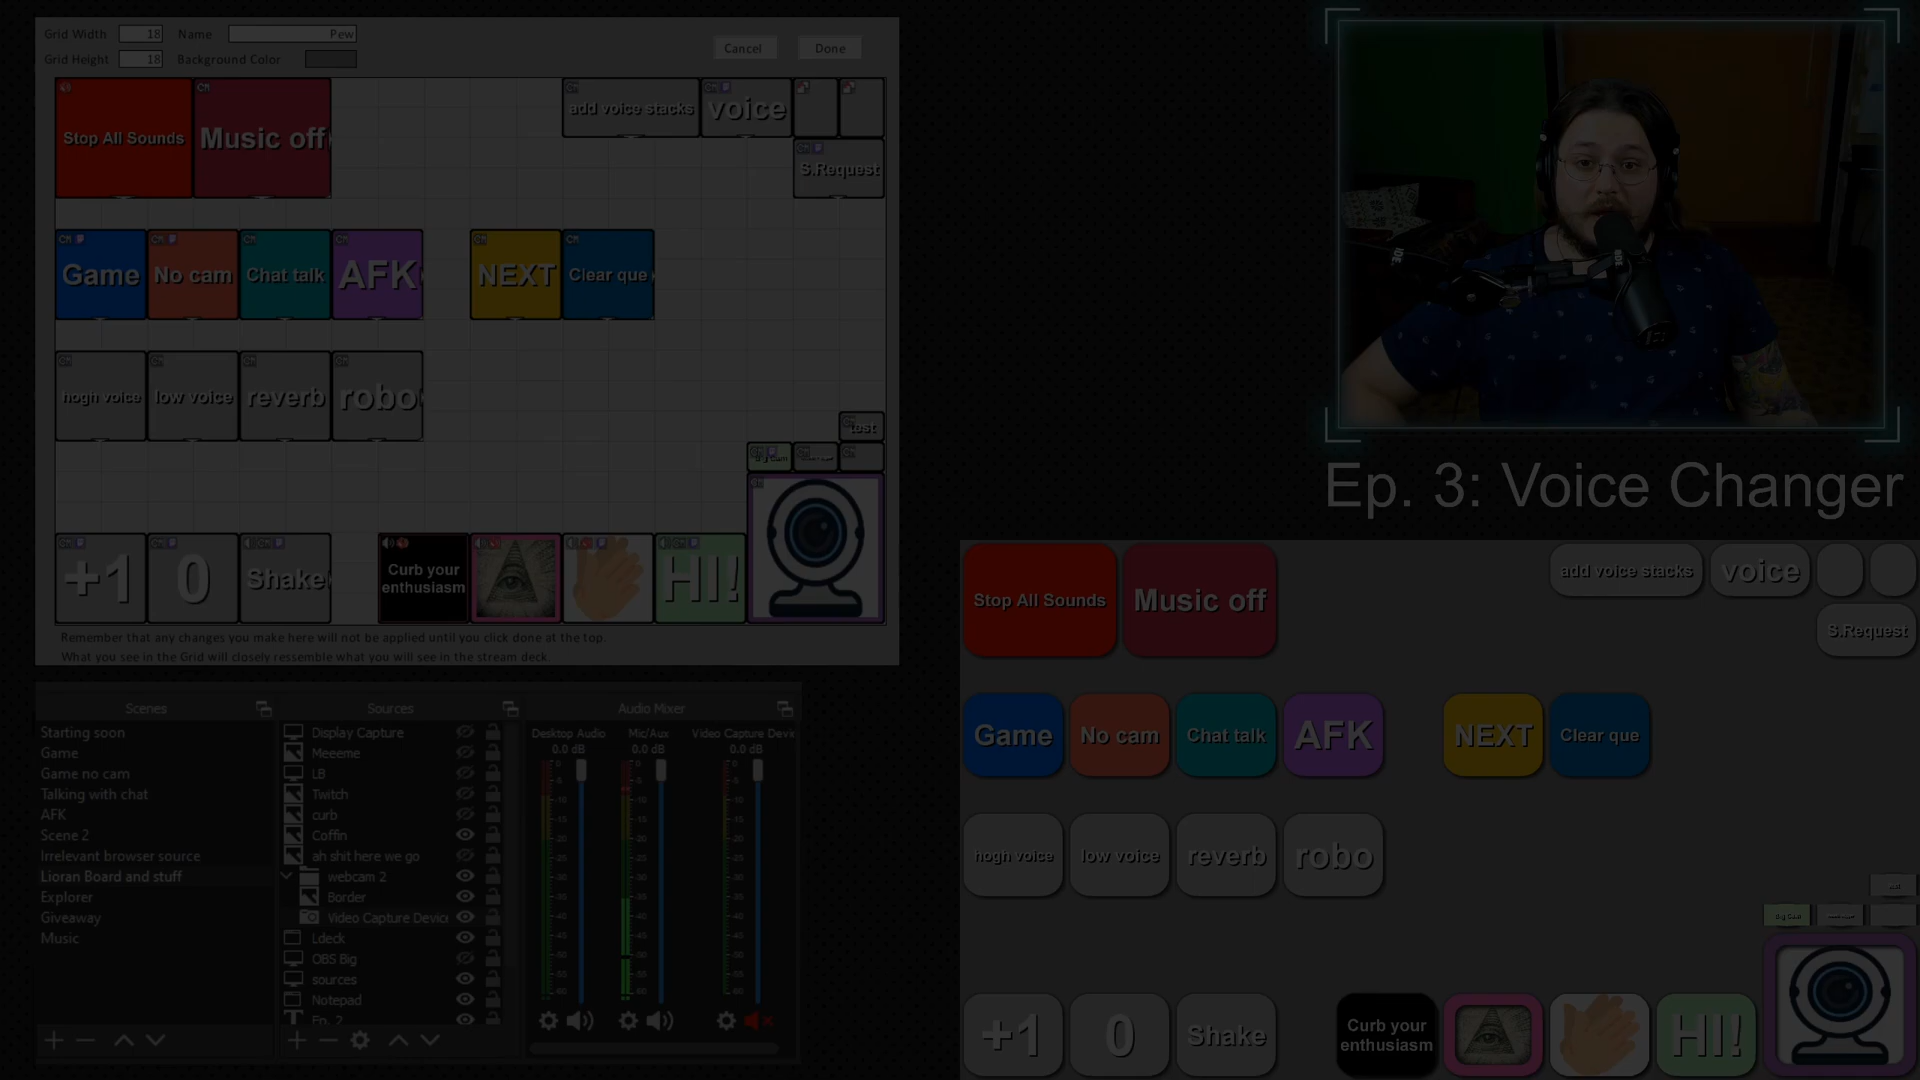 Grid Width 18 Name Pew
Grid Height 18 Background Color
Cancel Done
Stop All Sounds
Music off
add voice stacks
voice
S.Request
Game
No cam
Chat talk
AFK
NEXT
Clear que
hogh voice
low voice
reverb
robo
test
+1
0
Shake
Curb your
enthusiasm
HI!
Remember that any changes you make here will not be applied until you click done at the top.
What you see in the Grid will closely ressemble what you will see in the stream deck.
Ep. 3: Voice Changer
Scenes
Starting soon
Game
Game no cam
Talking with chat
AFK
Scene 2
Irrelevant browser source
Lioran Board and stuff
Explorer
Giveaway
Music
Sources
Display Capture
Meeeme
LB
Twitch
curb
Coffin
ah shit here we go
webcam 2
Border
Video Capture Device
Ldeck
OBS Big
sources
Notepad
Ep. 2
Audio Mixer
Desktop Audio Mic/Aux Video Capture Devic
0.0 dB 0.0 dB 0.0 dB
Stop All Sounds
Music off
add voice stacks
voice
S.Request
Game
No cam
Chat talk
AFK
NEXT
Clear que
hogh voice
low voice
reverb
robo
+1
0
Shake
Curb your
enthusiasm
HI!